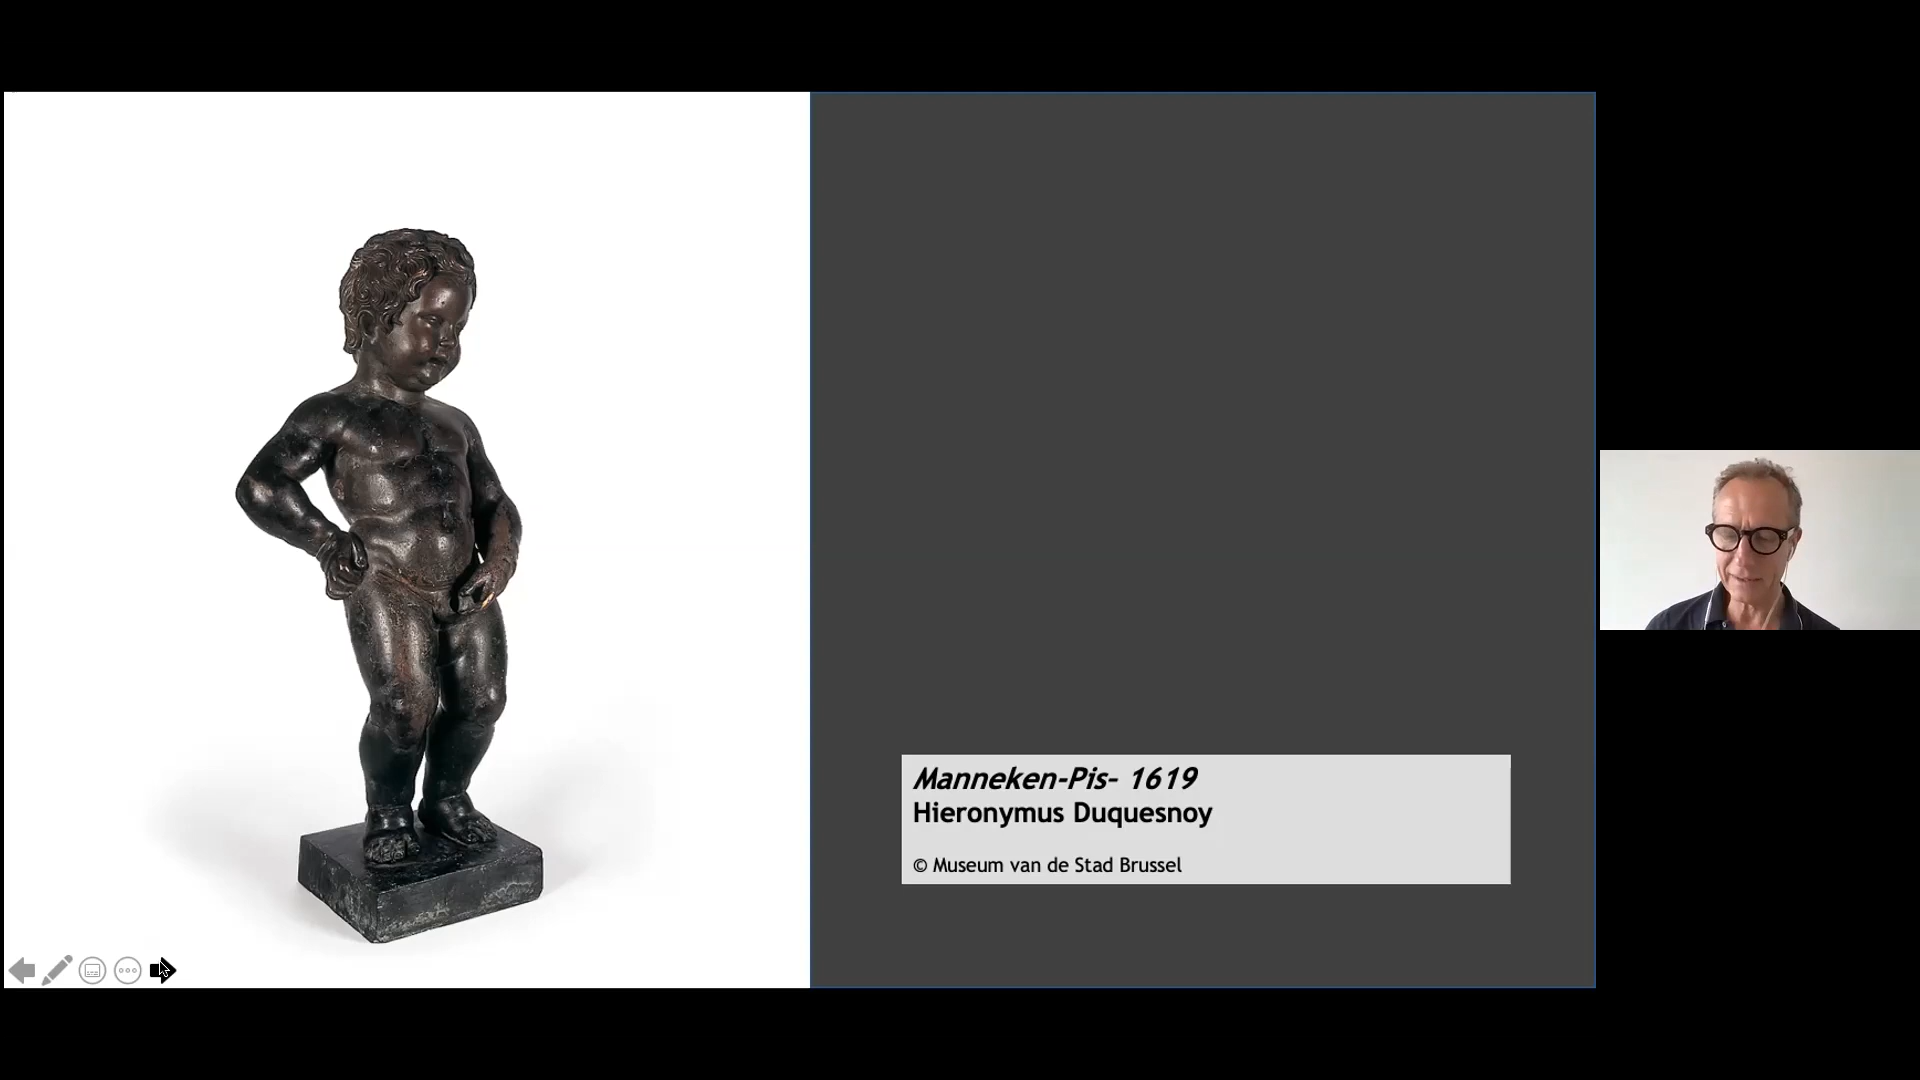 Manneken-Pis- 1619
Hieronymus Duquesnoy
© Museum van de Stad Brussel